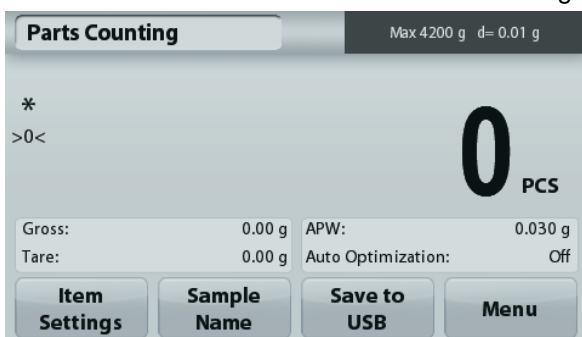 Parts Counting
Max 4200 g d= 0.01 g
*
>0<
0 PCS
Gross: 0.00 g APW: 0.030 g
Tare: 0.00 g Auto Optimization: Off
Item Settings
Sample Name
Save to USB
Menu